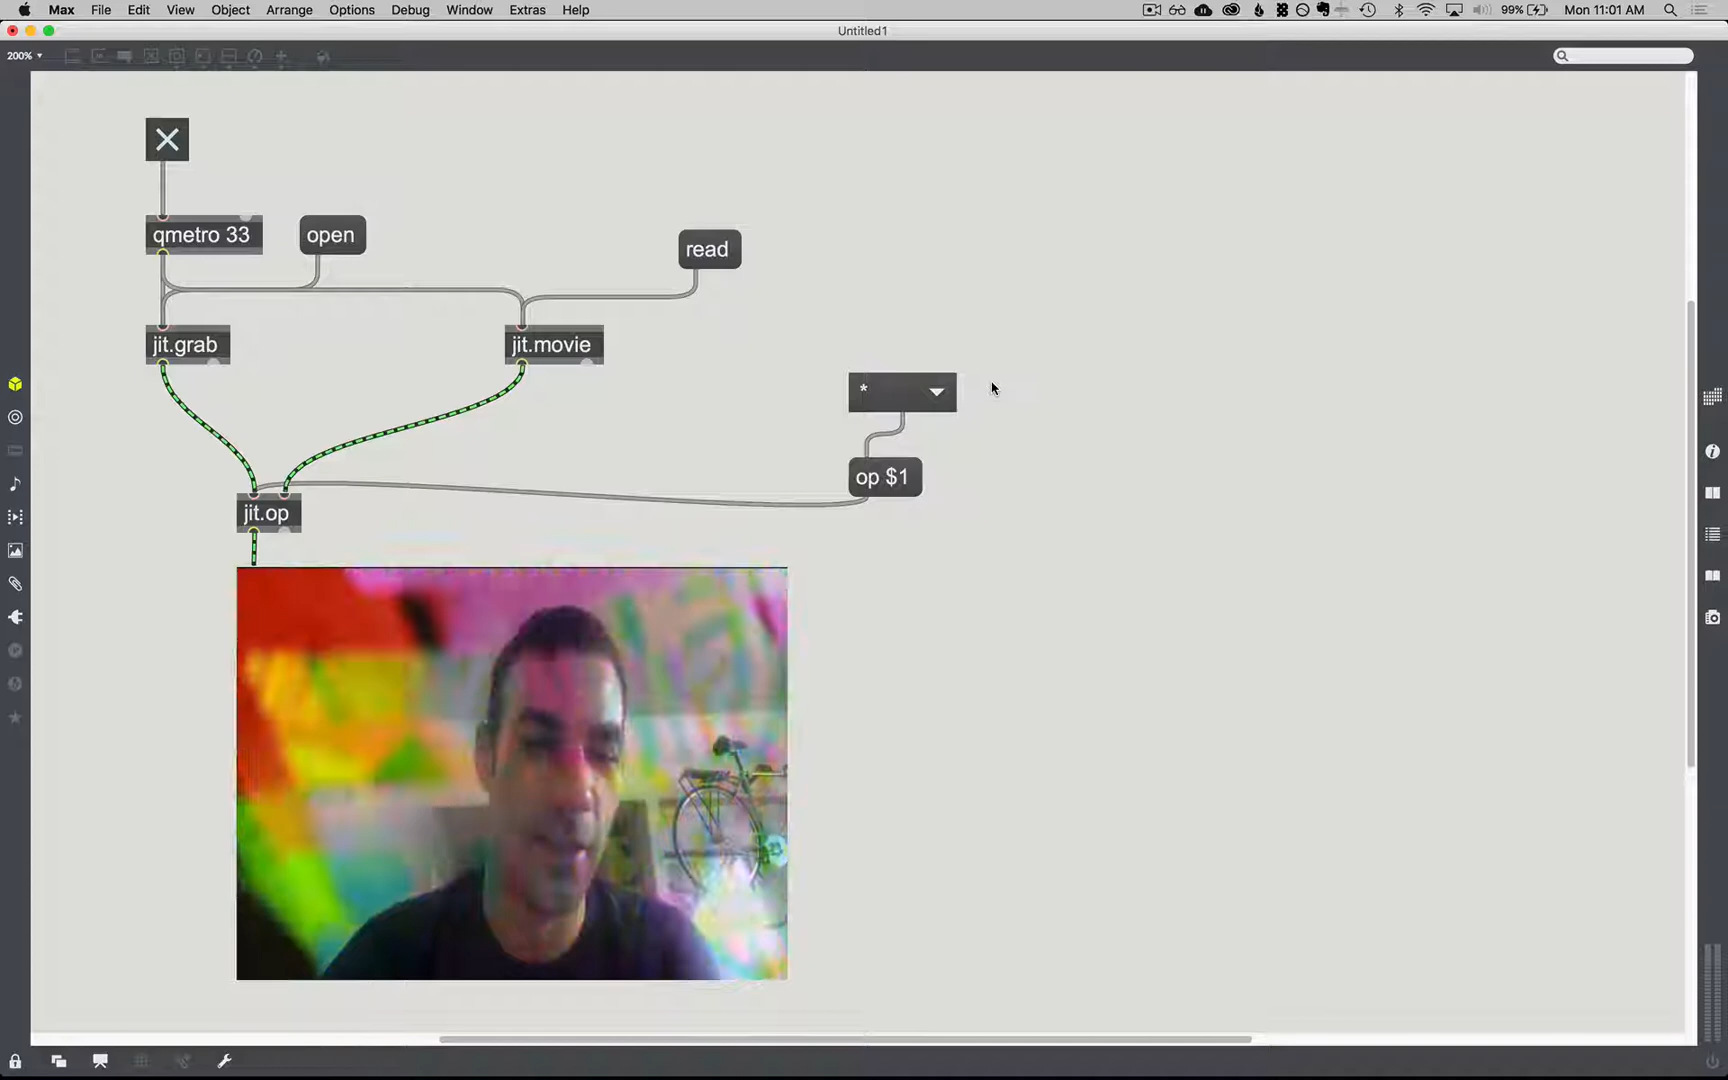 Max File Edit View Object Arrange Options Debug Window Extras Help 99% Mon 11:01 AM
Untitled1
200%
qmetro 33
open
read
jit.grab
jit.movie
*
op $1
jit.op